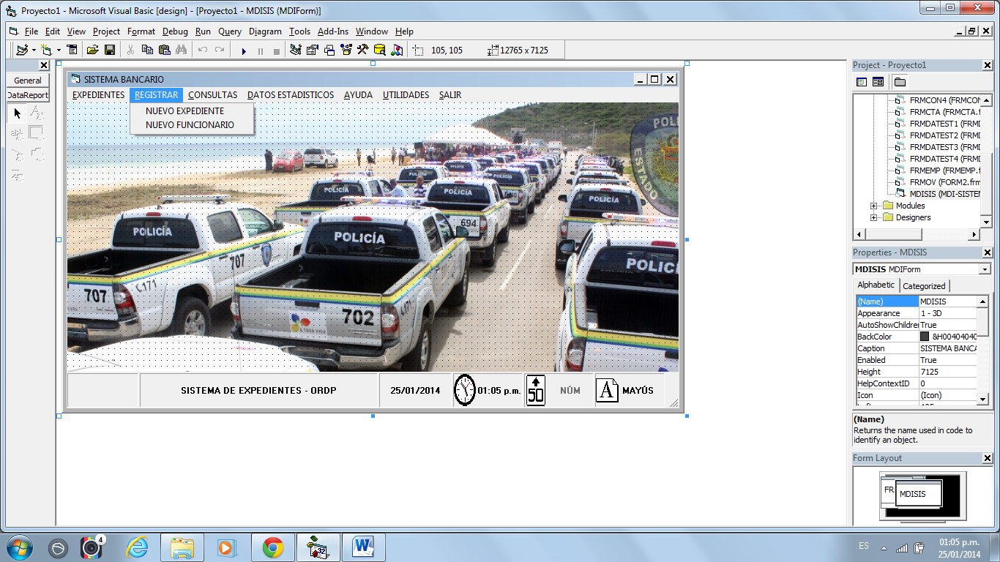 Proyecto1 - Microsoft Visual Basic [design] - [Proyecto1 - MDISIS (MDIForm)]
File Edit View Project Format Debug Run Query Diagram Tools Add-Ins Window Help
105, 105 12765 x 7125
General
DataReport
SISTEMA BANCARIO
EXPEDIENTES REGISTRAR CONSULTAS DATOS ESTADISTICOS AYUDA UTILIDADES SALIR
NUEVO EXPEDIENTE
NUEVO FUNCIONARIO
POLI
ESTADO
POLICÍA
POLICÍA
POLICÍA
POLICÍA
POLICÍA
POLICÍA
POLICÍA
POLICÍA
694
707
C171
707
702
C171
A TODA VIDA
SISTEMA DE EXPEDIENTES - ORDP 25/01/2014 01:05 p.m. 50 NÚM A MAYÚS
Project - Proyecto1
FRMCON4 (FRMCON
FRMCTA (FRMCTA.f
FRMDATEST1 (FRMD
FRMDATEST2 (FRMD
FRMDATEST3 (FRMD
FRMDATEST4 (FRMD
FRMEMP (FRMEMP.f
FRMOV (FORM2.frm
MDISIS (MDI-SISTEM
Modules
Designers
Properties - MDISIS
MDISIS MDIForm
Alphabetic Categorized
(Name) MDISIS
Appearance 1 - 3D
AutoShowChildren True
BackColor &H00404040
Caption SISTEMA BANCA
Enabled True
Height 7125
HelpContextID 0
Icon (Icon)
(Name)
Returns the name used in code to
identify an object.
Form Layout
FR MDISIS
4
32
W
ES 01:05 p.m.
25/01/2014